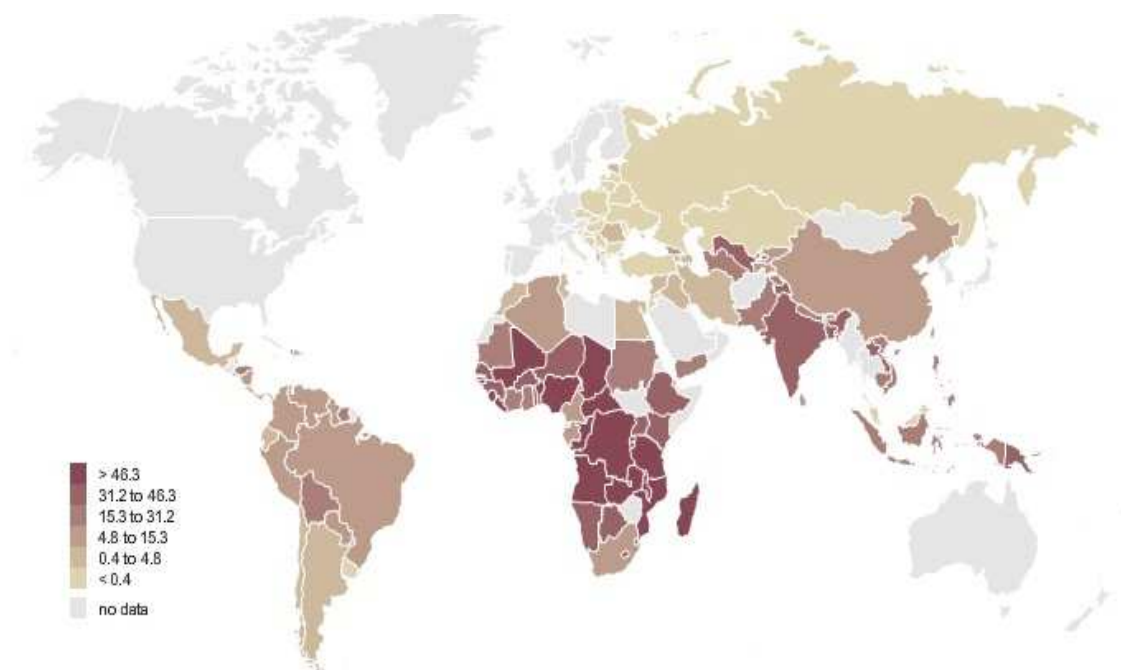 > 46.3
31.2 to 46.3
15.3 to 31.2
4.8 to 15.3
0.4 to 4.8
< 0.4
no data